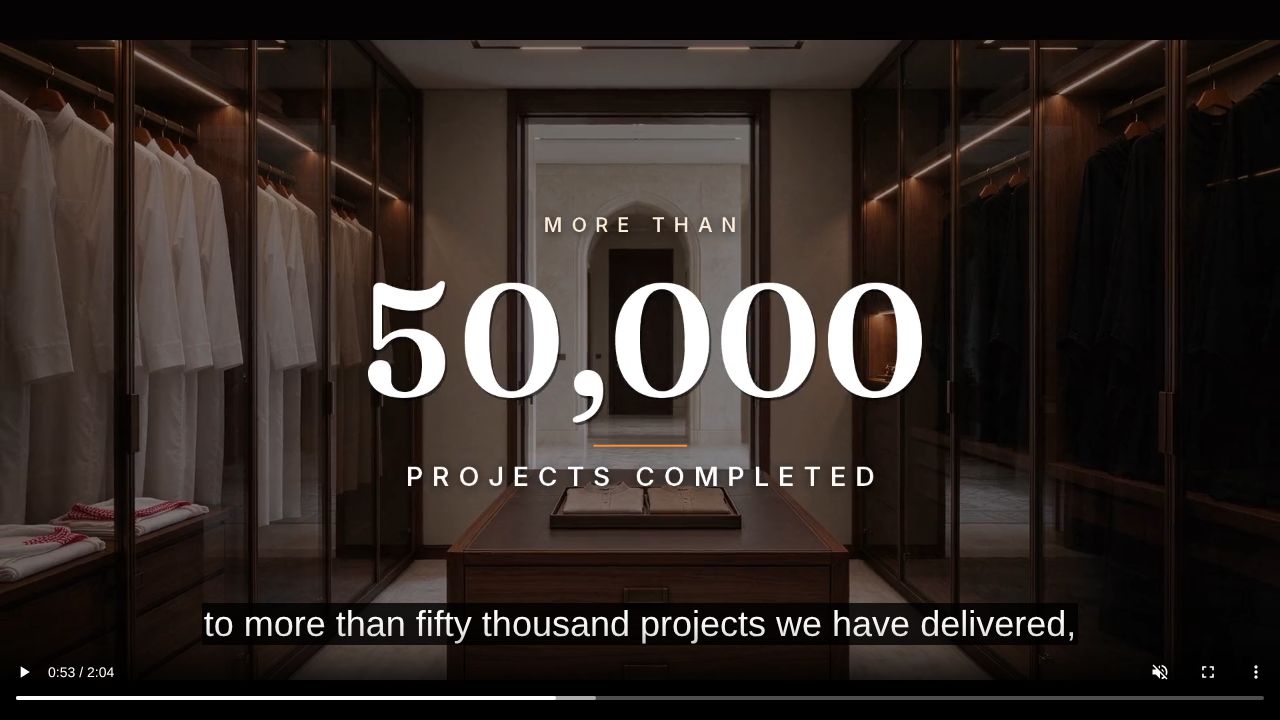 MORE THAN
50,000
PROJECTS COMPLETED
to more than fifty thousand projects we have delivered,
0:53 / 2:04